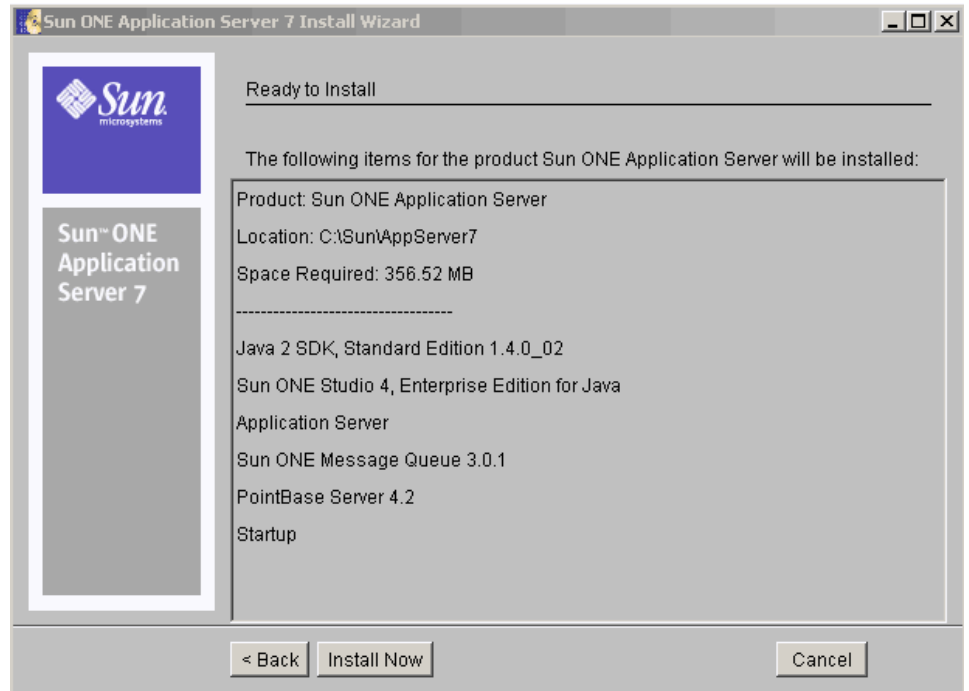 Sun ONE Application Server 7 Install Wizard
Sun
microsystems
Sun™ ONE
Application
Server 7
Ready to Install
The following items for the product Sun ONE Application Server will be installed:
Product: Sun ONE Application Server
Location: C:\Sun\AppServer7
Space Required: 356.52 MB
-----------------------------------
Java 2 SDK, Standard Edition 1.4.0_02
Sun ONE Studio 4, Enterprise Edition for Java
Application Server
Sun ONE Message Queue 3.0.1
PointBase Server 4.2
Startup
< Back
Install Now
Cancel